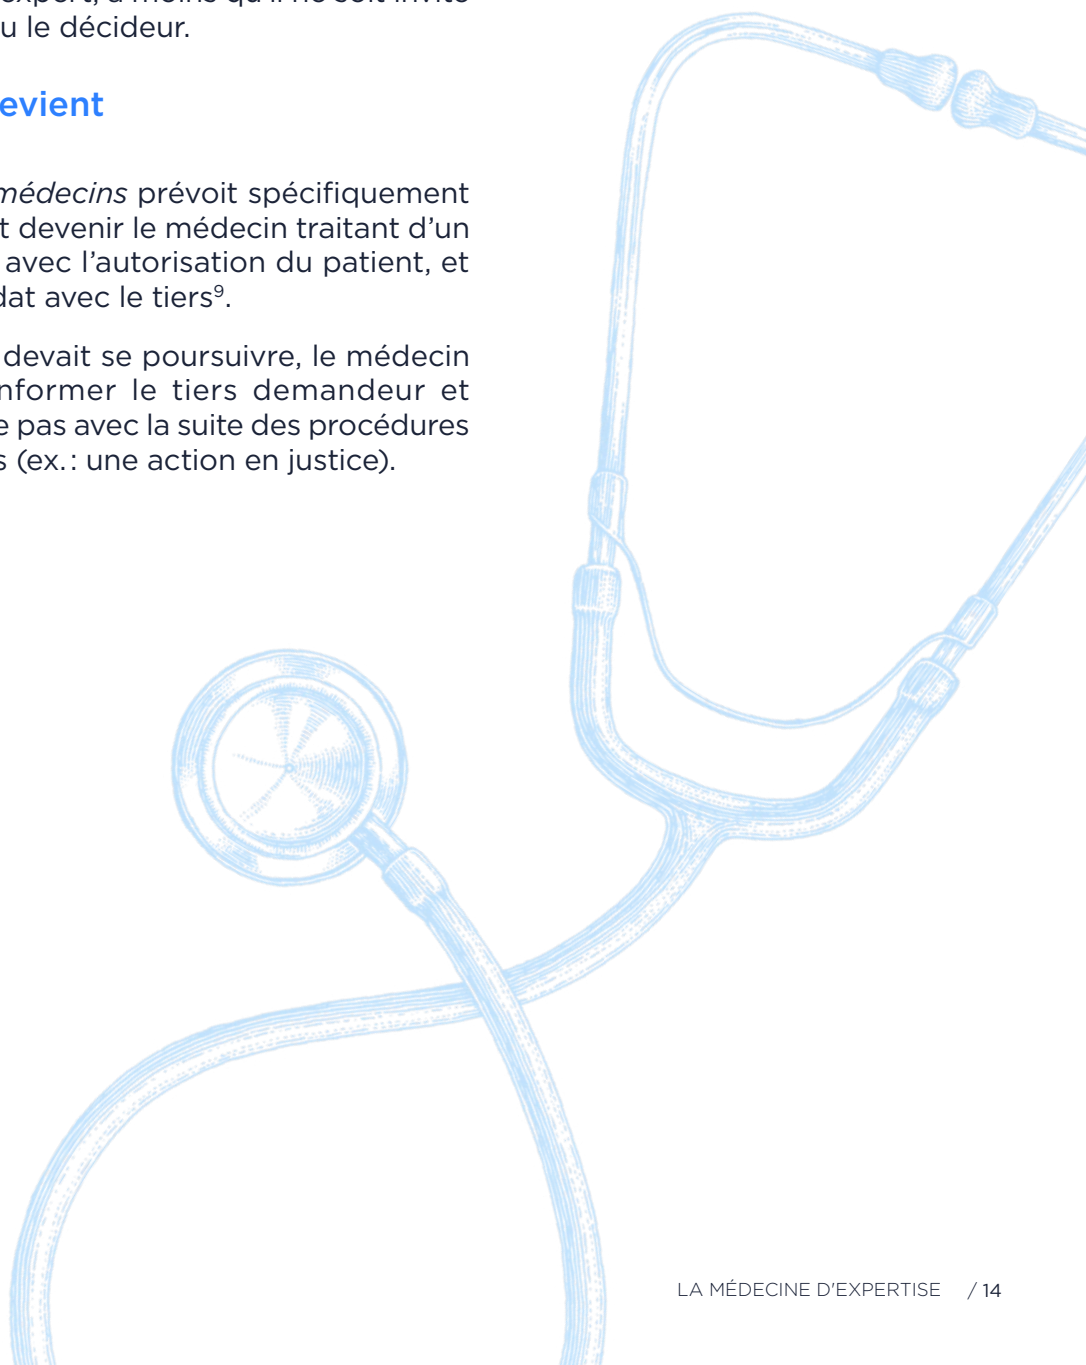 u le décideur.
evient
médecins prévoit spécifiquement
t devenir le médecin traitant d’un
avec l’autorisation du patient, et
dat avec le tiers⁹.
devait se poursuivre, le médecin
nformer le tiers demandeur et
e pas avec la suite des procédures
s (ex. : une action en justice).
LA MÉDECINE D'EXPERTISE / 14